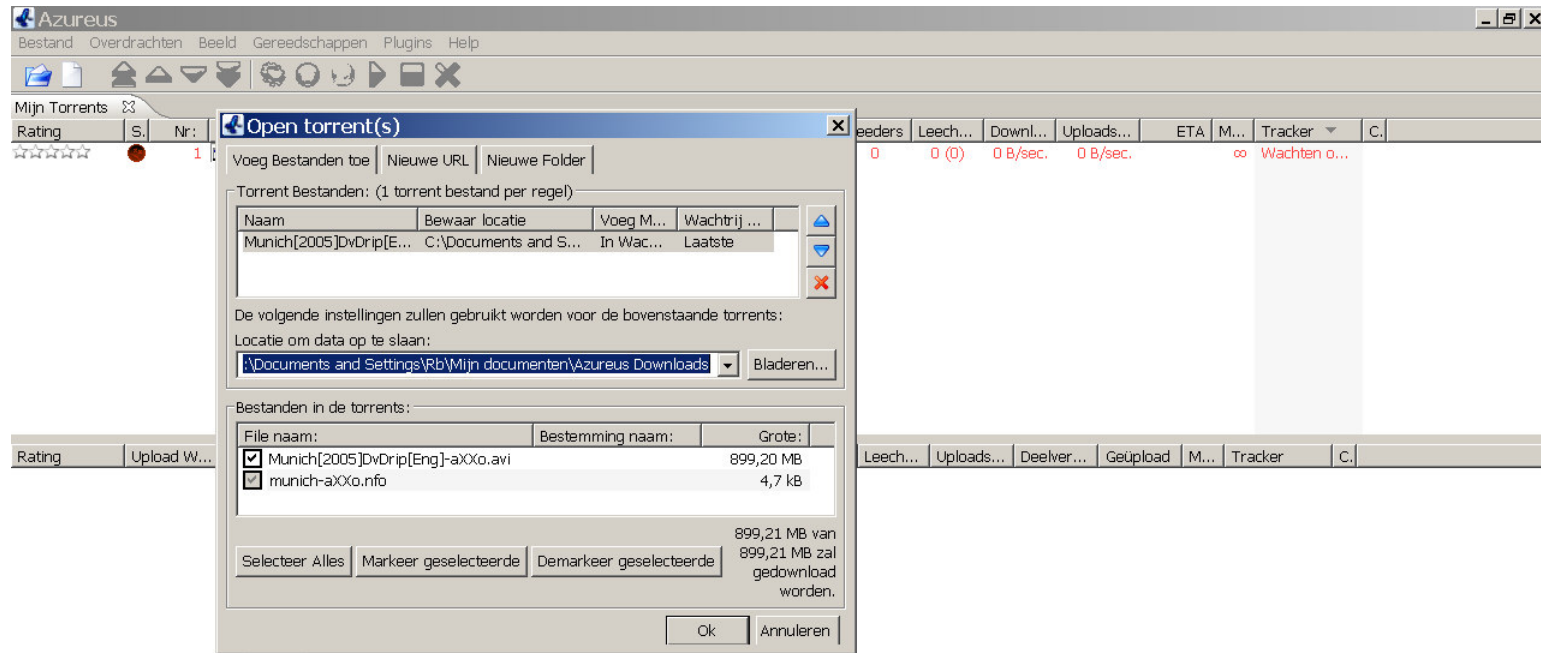 Azureus
Bestand Overdrachten Beeld Gereedschappen Plugins Help
Mijn Torrents
Rating S. Nr: eeders Leech... Downl... Uploads... ETA M... Tracker C.
1 0 0 (0) 0 B/sec. 0 B/sec. ∞ Wachten o...
Open torrent(s)
Voeg Bestanden toe Nieuwe URL Nieuwe Folder
Torrent Bestanden: (1 torrent bestand per regel)
Naam Bewaar locatie Voeg M... Wachtrij ...
Munich[2005]DvDrip[E... C:\Documents and S... In Wac... Laatste
De volgende instellingen zullen gebruikt worden voor de bovenstaande torrents:
Locatie om data op te slaan:
:\Documents and Settings\Rb\Mijn documenten\Azureus Downloads Bladeren...
Bestanden in de torrents:
File naam: Bestemming naam: Grote:
Munich[2005]DvDrip[Eng]-aXXo.avi 899,20 MB
munich-aXXo.nfo 4,7 kB
899,21 MB van
899,21 MB zal
gedownload
worden.
Selecteer Alles Markeer geselecteerde Demarkeer geselecteerde
Ok Annuleren
Rating Upload W... Leech... Uploads... Deelver... Geüpload M... Tracker C.